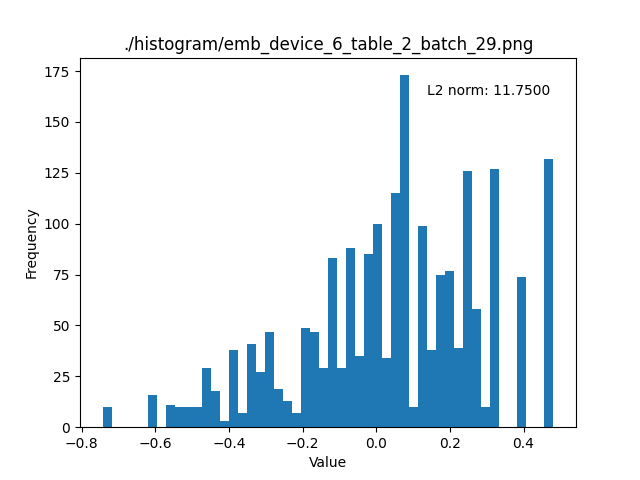 ./histogram/emb_device_6_table_2_batch_29.png
L2 norm: 11.7500
175
150
125
100
75
50
25
0
Frequency
−0.8 −0.6 −0.4 −0.2 0.0 0.2 0.4
Value